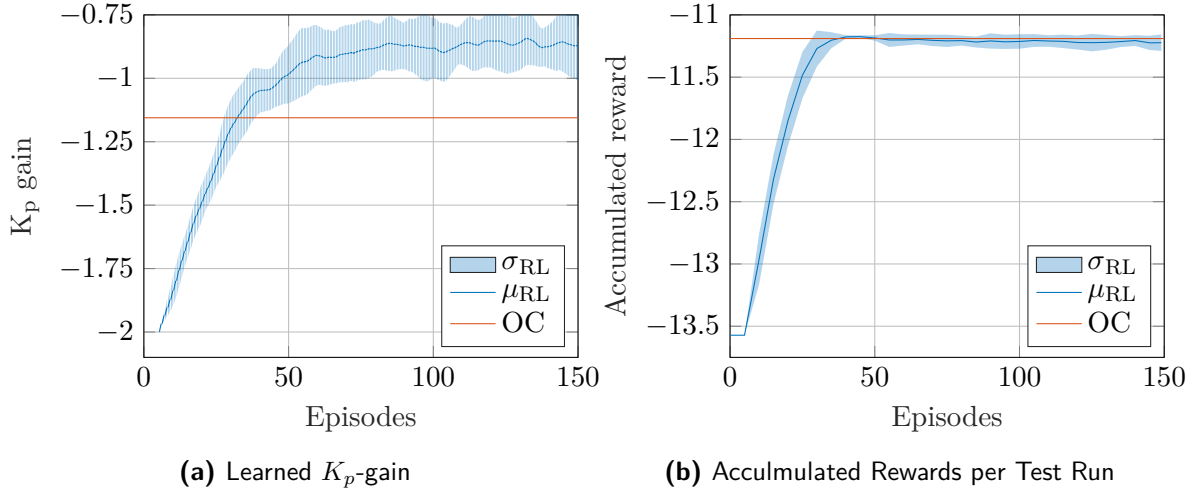 −0.75
−1
−1.25
−1.5
−1.75
−2
0
50
100
150
Episodes
K_p gain
σ_RL
μ_RL
OC
(a) Learned K_p-gain
−11
−11.5
−12
−12.5
−13
−13.5
0
50
100
150
Episodes
Accumulated reward
σ_RL
μ_RL
OC
(b) Acculmulated Rewards per Test Run